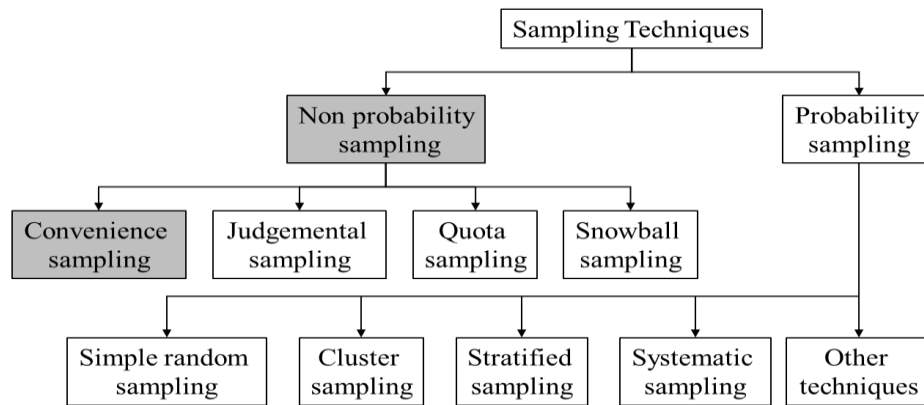 Sampling Techniques
Non probability
sampling
Probability
sampling
Convenience
sampling
Judgemental
sampling
Quota
sampling
Snowball
sampling
Simple random
sampling
Cluster
sampling
Stratified
sampling
Systematic
sampling
Other
techniques